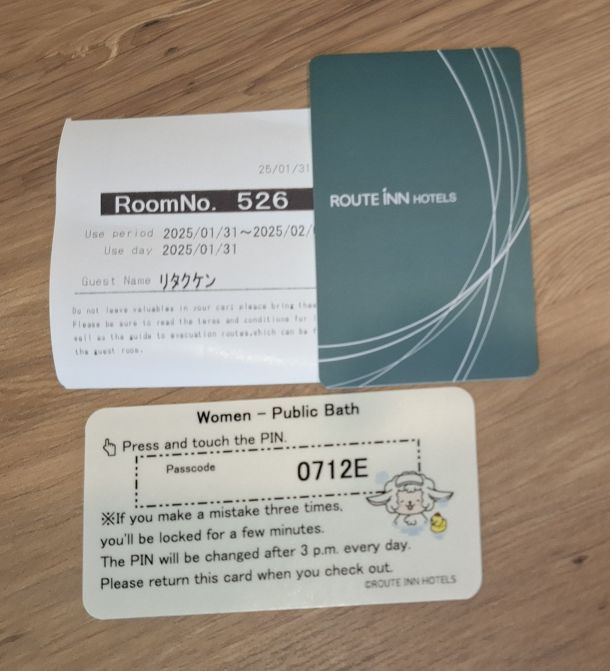 25/01/31
RoomNo. 526
Use period 2025/01/31～2025/02/
Use day 2025/01/31
Guest Name リタクケン
Do not leave valuables in your car; please bring
Please be sure to read the terms and conditions for
well as the guide to evacuation routes,which can be
the guest room.
ROUTE INN HOTELS
Women – Public Bath
Press and touch the PIN.
Passcode
0712E
※If you make a mistake three times,
you'll be locked for a few minutes.
The PIN will be changed after 3 p.m. every day.
Please return this card when you check out.
©ROUTE INN HOTELS